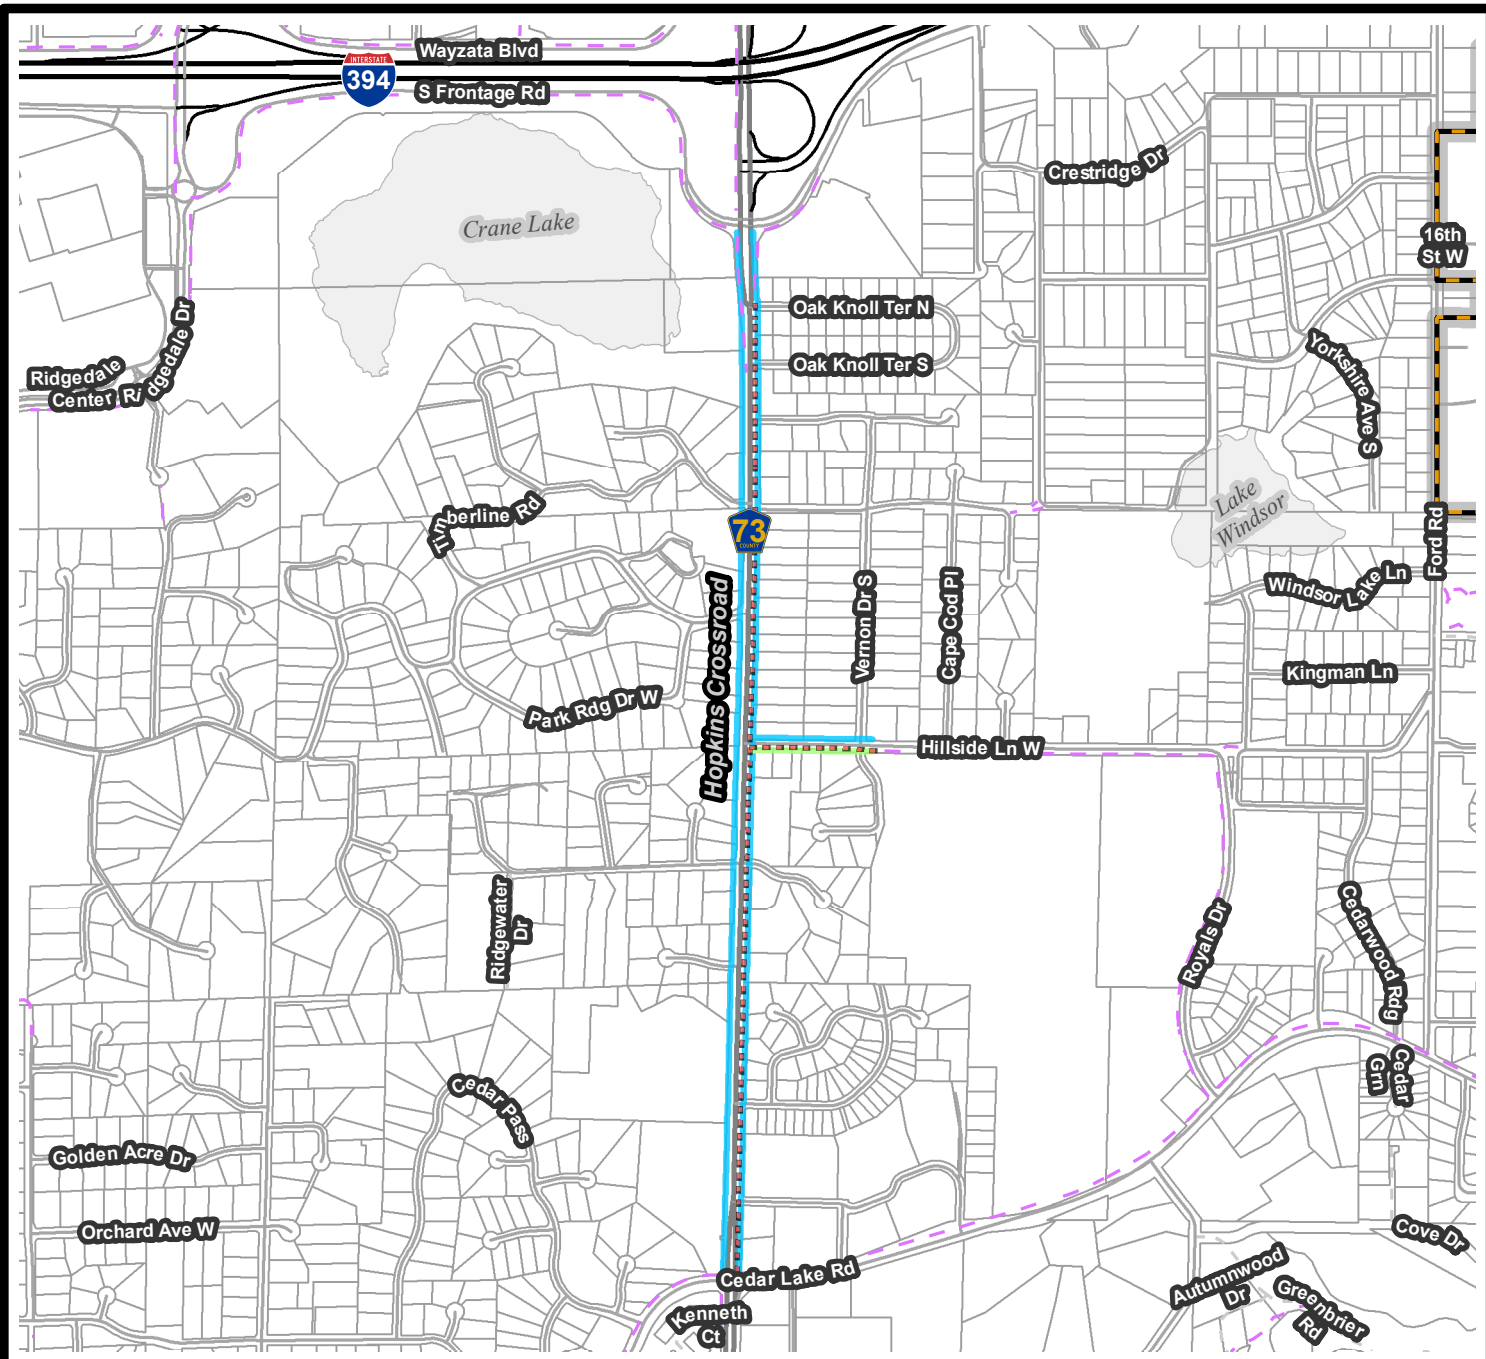 Wayzata Blvd
INTERSTATE
394
S Frontage Rd
Crestridge Dr
Crane Lake
16th
St W
Oak Knoll Ter N
Ridgedale Dr
Yorkshire Ave S
Oak Knoll Ter S
Ridgedale
Center R
Lake
Windsor
Timberline Rd
73
COUNTY
Ford Rd
Windsor Lake Ln
Hopkins Crossroad
Vernon Dr S
Cape Cod Pl
Kingman Ln
Park Rdg Dr W
Hillside Ln W
Ridgewater
Dr
Royals Dr
Cedarwood Rdg
Cedar
Grn
Cedar Pass
Golden Acre Dr
Orchard Ave W
Cove Dr
Cedar Lake Rd
Autumnwood
Dr
Greenbrier
Rd
Kenneth
Ct